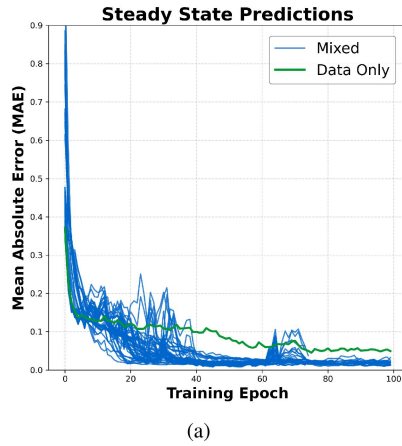 Steady State Predictions
Mean Absolute Error (MAE)
0.9
0.8
0.7
0.6
0.5
0.4
0.3
0.2
0.1
0.0
Mixed
Data Only
0 20 40 60 80 100
Training Epoch
(a)